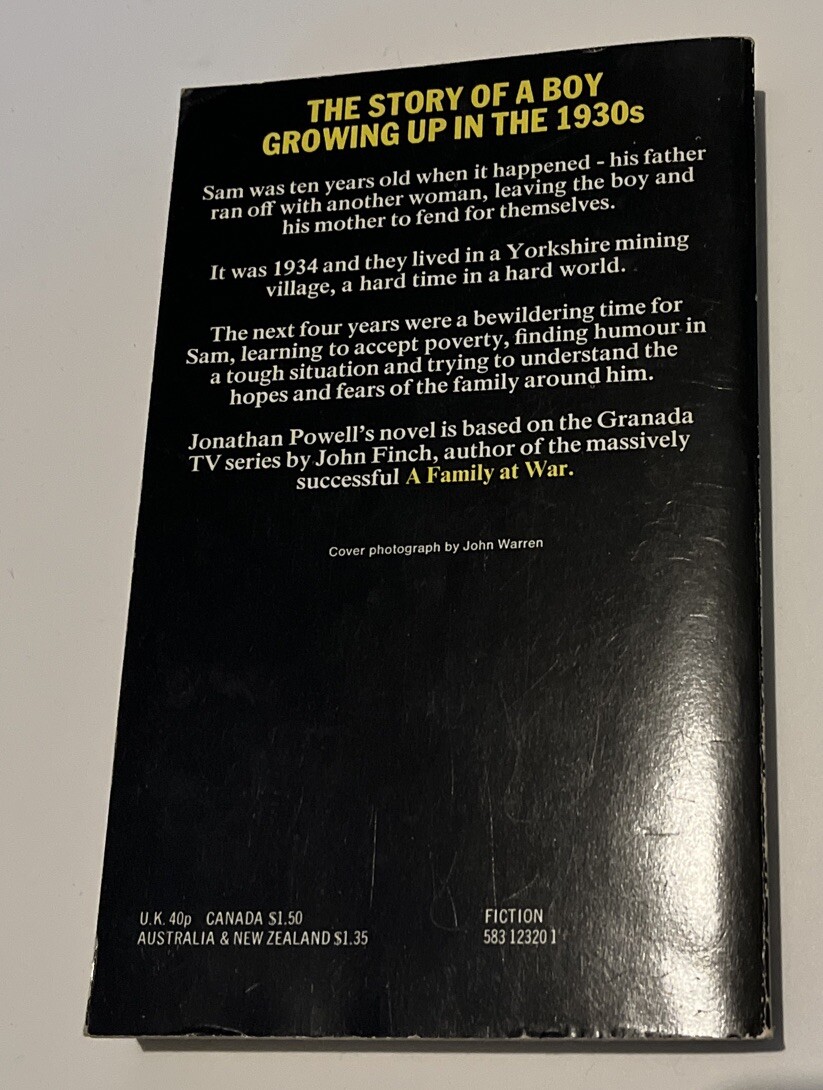 THE STORY OF A BOY
GROWING UP IN THE 1930s
Sam was ten years old when it happened - his father
ran off with another woman, leaving the boy and
his mother to fend for themselves.
It was 1934 and they lived in a Yorkshire mining
village, a hard time in a hard world.
The next four years were a bewildering time for
Sam, learning to accept poverty, finding humour in
a tough situation and trying to understand the
hopes and fears of the family around him.
Jonathan Powell's novel is based on the Granada
TV series by John Finch, author of the massively
successful A Family at War.
Cover photograph by John Warren
U.K. 40p CANADA $1.50
AUSTRALIA & NEW ZEALAND $1.35
FICTION
583 12320 1